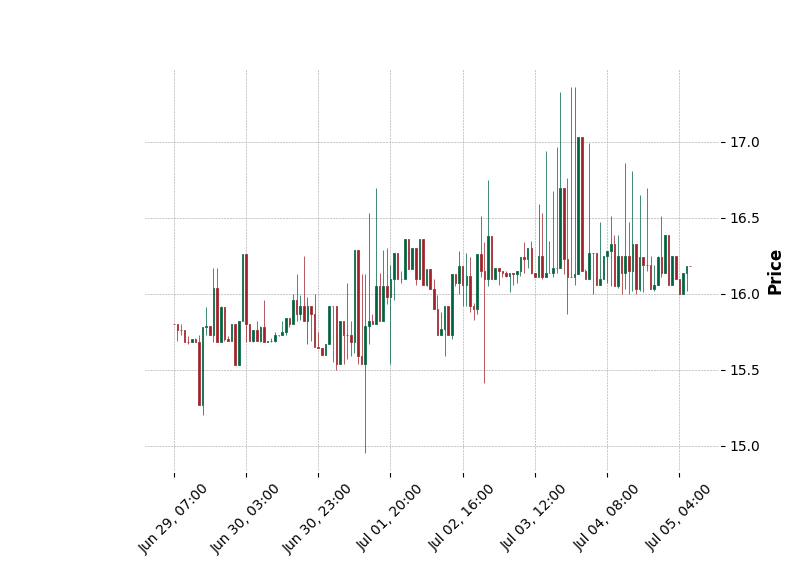 17.0
16.5
16.0
15.5
15.0
Price
Jun 29, 07:00
Jun 30, 03:00
Jun 30, 23:00
Jul 01, 20:00
Jul 02, 16:00
Jul 03, 12:00
Jul 04, 08:00
Jul 05, 04:00